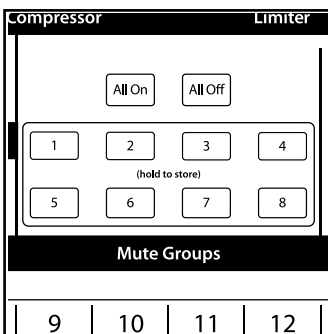 Compressor Limiter
All On All Off
1 2 3 4
(hold to store)
5 6 7 8
Mute Groups
9 10 11 12